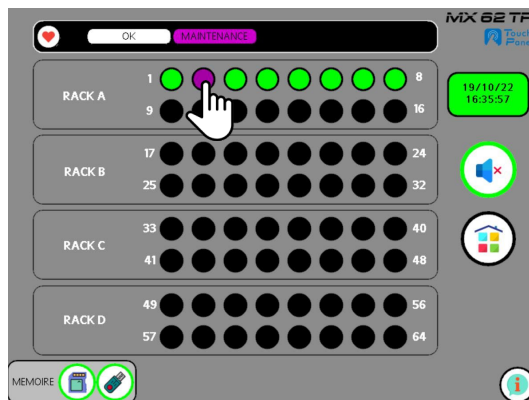 MX 62 TP
Touch
Panel
OK MAINTENANCE
RACK A
1 8
9 16
19/10/22
16:35:57
RACK B
17 24
25 32
RACK C
33 40
41 48
RACK D
49 56
57 64
MEMOIRE
i